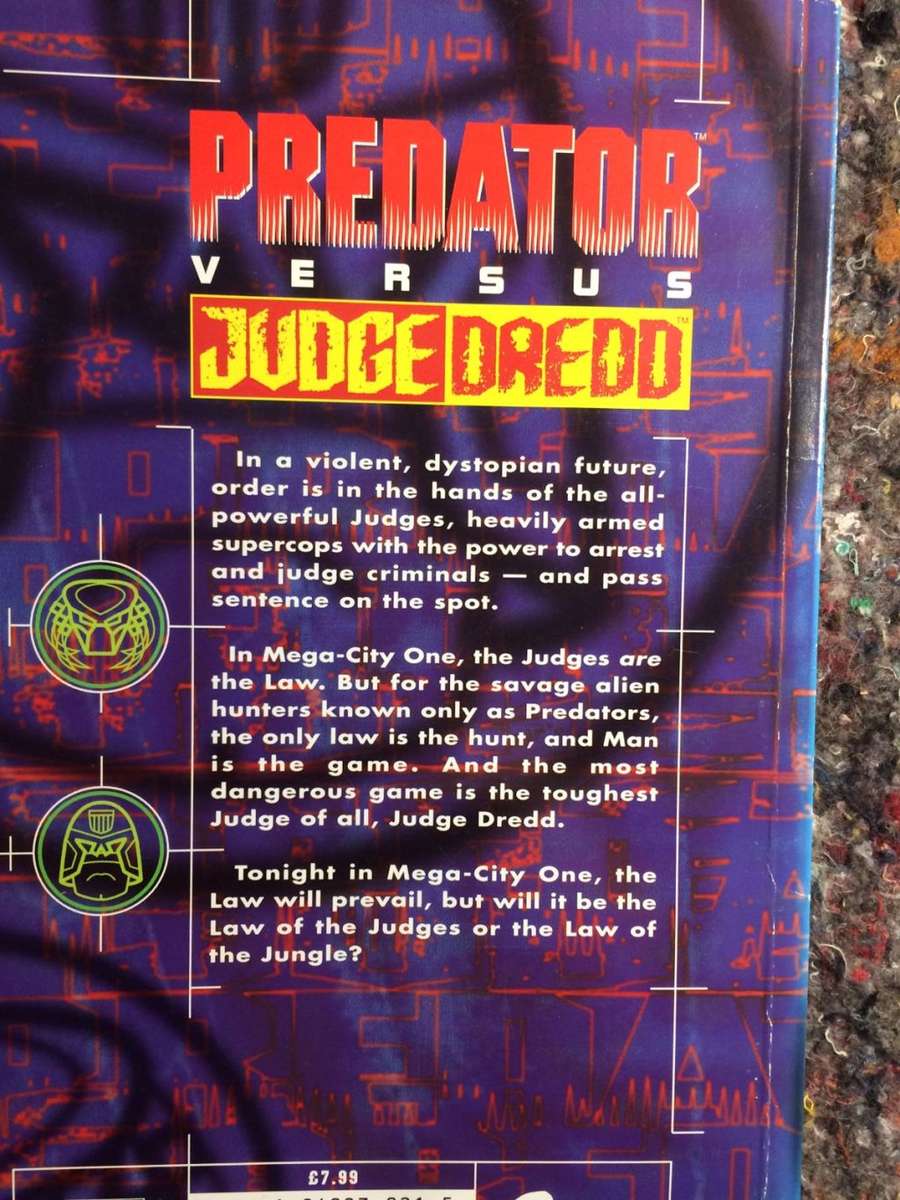 PREDATOR™
VERSUS
JUDGE DREDD™
In a violent, dystopian future,
order is in the hands of the all-
powerful Judges, heavily armed
supercops with the power to arrest
and judge criminals — and pass
sentence on the spot.
In Mega-City One, the Judges are
the Law. But for the savage alien
hunters known only as Predators,
the only law is the hunt, and Man
is the game. And the most
dangerous game is the toughest
Judge of all, Judge Dredd.
Tonight in Mega-City One, the
Law will prevail, but will it be the
Law of the Judges or the Law of
the Jungle?
£7.99